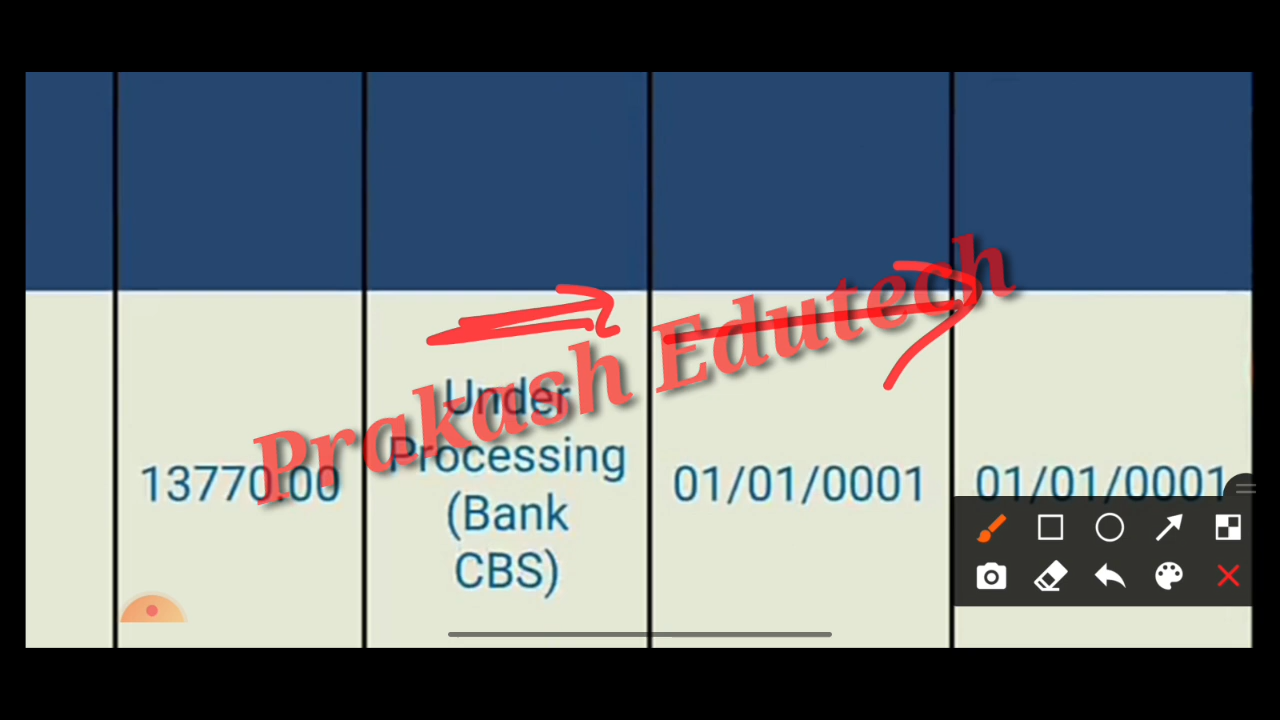 Prakash Edutech
13770.00
Under
Processing
(Bank
CBS)
01/01/0001
01/01/0001